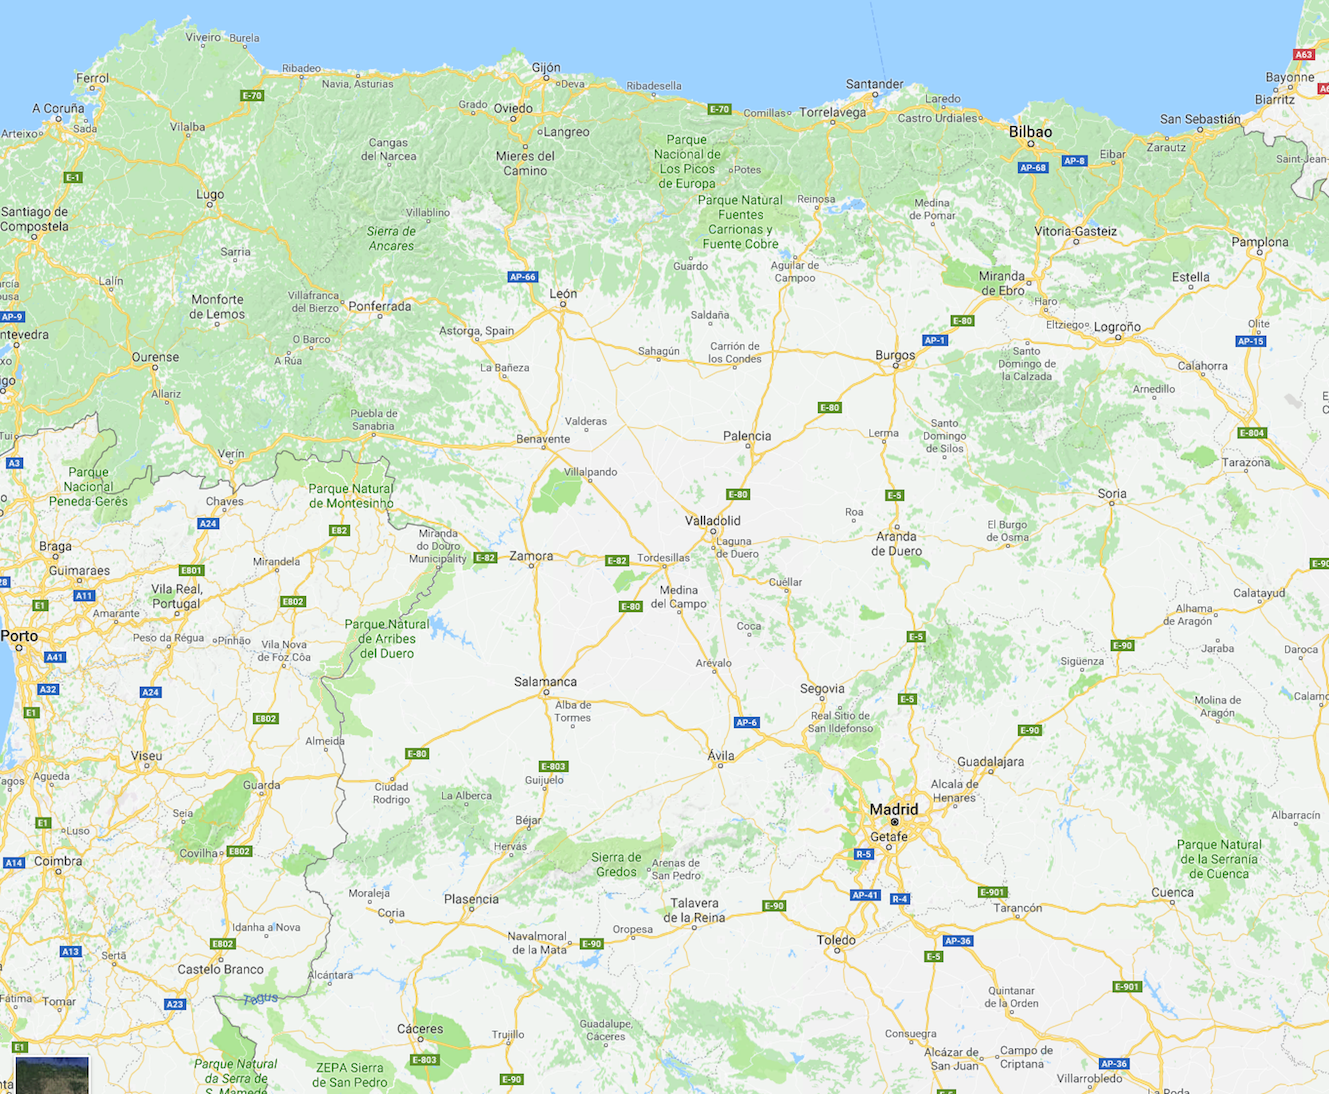 Viveiro
Burela
Ferrol
Ribadeo
Navia, Asturias
Gijón
Deva
Ribadesella
Santander
Laredo
A63
Bayonne
Biarritz
A Coruña
Arteixo
Sada
E-70
Vilalba
Grado
Oviedo
Langreo
E-70
Comillas
Torrelavega
Castro Urdiales
Bilbao
San Sebastián
Zarautz
Eibar
AP-8
AP-68
Saint-Jean-
Cangas
del Narcea
Mieres del
Camino
Parque
Nacional de
Los Picos
de Europa
Potes
E-1
Lugo
Santiago de
Compostela
Villablino
Sierra de
Ancares
Parque Natural
Fuentes
Carrionas y
Fuente Cobre
Reinosa
Medina
de Pomar
Vitoria-Gasteiz
Pamplona
Sarria
Lalín
AP-66
Guardo
Aguilar de
Campoo
Miranda
de Ebro
Estella
Monforte
de Lemos
Villafranca
del Bierzo
Ponferrada
León
Saldaña
Haro
E-80
AP-1
Eltziego
Logroño
Olite
AP-15
AP-9
ntevedra
Astorga, Spain
O Barco
A Rúa
Ourense
Sahagún
Carrión de
los Condes
Burgos
Santo
Domingo de
la Calzada
Calahorra
Arnedillo
La Bañeza
Allariz
igo
Puebla de
Sanabria
Valderas
E-80
Palencia
Lerma
Santo
Domingo
de Silos
E-804
Tarazona
Tui
A3
Verín
Benavente
Villalpando
Parque
Nacional
Peneda-Gerês
Parque Natural
de Montesinho
Chaves
A24
E82
E-80
E-5
Soria
Valladolid
Roa
Aranda
de Duero
El Burgo
de Osma
Laguna
de Duero
Miranda
do Douro
Municipality
Braga
Guimaraes
E801
Mirandela
E-82
Zamora
E-82
Tordesillas
E-90
Calatayud
Cuéllar
A11
E1
Vila Real,
Portugal
Amarante
E802
E-80
Medina
del Campo
Alhama
de Aragón
Porto
Peso da Régua
Pinhão
Vila Nova
de Foz Côa
Parque Natural
de Arribes
del Duero
Coca
E-5
E-90
Jaraba
Daroca
A41
A32
A24
Arévalo
Sigüenza
Salamanca
Segovia
E-5
Alba de
Tormes
Real Sitio de
San Ildefonso
Molina de
Aragón
Calamo
E1
E802
AP-6
E-90
Almeida
Viseu
E-80
E-803
Ávila
Guadalajara
Agueda
Guarda
Ciudad
Rodrigo
Guijuelo
Alcala de
Henares
La Alberca
Seia
Madrid
Getafe
Albarracín
E1
Luso
Béjar
Hervás
Covilha
E802
Sierra de
Gredos
Arenas de
San Pedro
R-5
Parque Natural
de la Serranía
de Cuenca
A14
Coimbra
Moraleja
Coria
Plasencia
Talavera
de la Reina
E-90
AP-41
R-4
E-901
Tarancón
Cuenca
Idanha a Nova
E802
A13
Sertã
Castelo Branco
Navalmoral
de la Mata
E-90
Oropesa
Toledo
AP-36
E-5
Alcántara
Tagus
Fátima
Tomar
A23
Quintanar
de la Orden
E-901
E1
Cáceres
E-803
Trujillo
Guadalupe,
Cáceres
Consuegra
Alcázar de
San Juan
Campo de
Criptana
AP-36
Villarrobledo
Parque Natural
da Serra de
S. Mamede
ZEPA Sierra
de San Pedro
E-90
La Roda